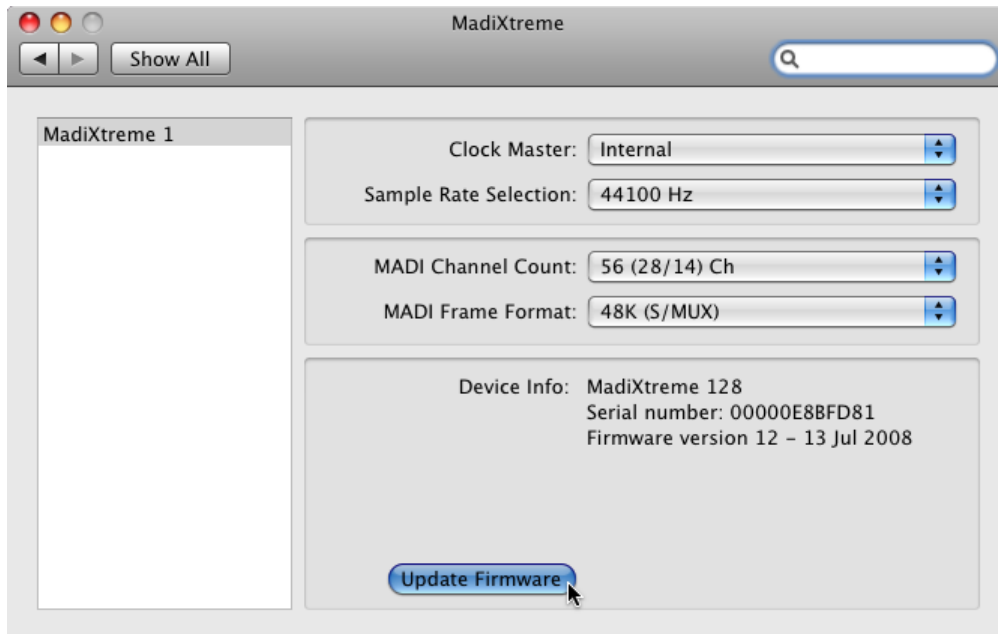 MadiXtreme
Show All
MadiXtreme 1
Clock Master: Internal
Sample Rate Selection: 44100 Hz
MADI Channel Count: 56 (28/14) Ch
MADI Frame Format: 48K (S/MUX)
Device Info: MadiXtreme 128
Serial number: 00000E8BFD81
Firmware version 12 – 13 Jul 2008
Update Firmware